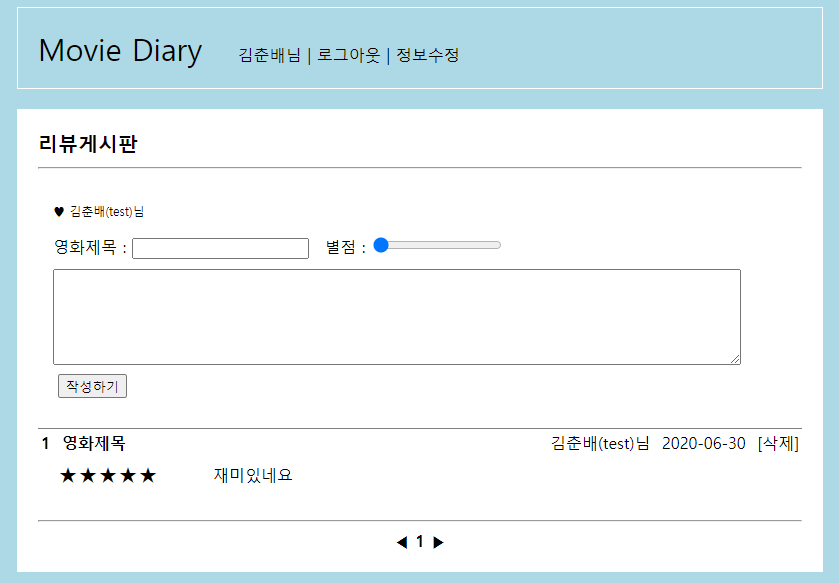 Movie Diary 김춘배님 | 로그아웃 | 정보수정
리뷰게시판
♥ 김춘배(test)님
영화제목 : 별점 :
작성하기
1 영화제목 김춘배(test)님 2020-06-30 [삭제]
★★★★★ 재미있네요
◀ 1 ▶